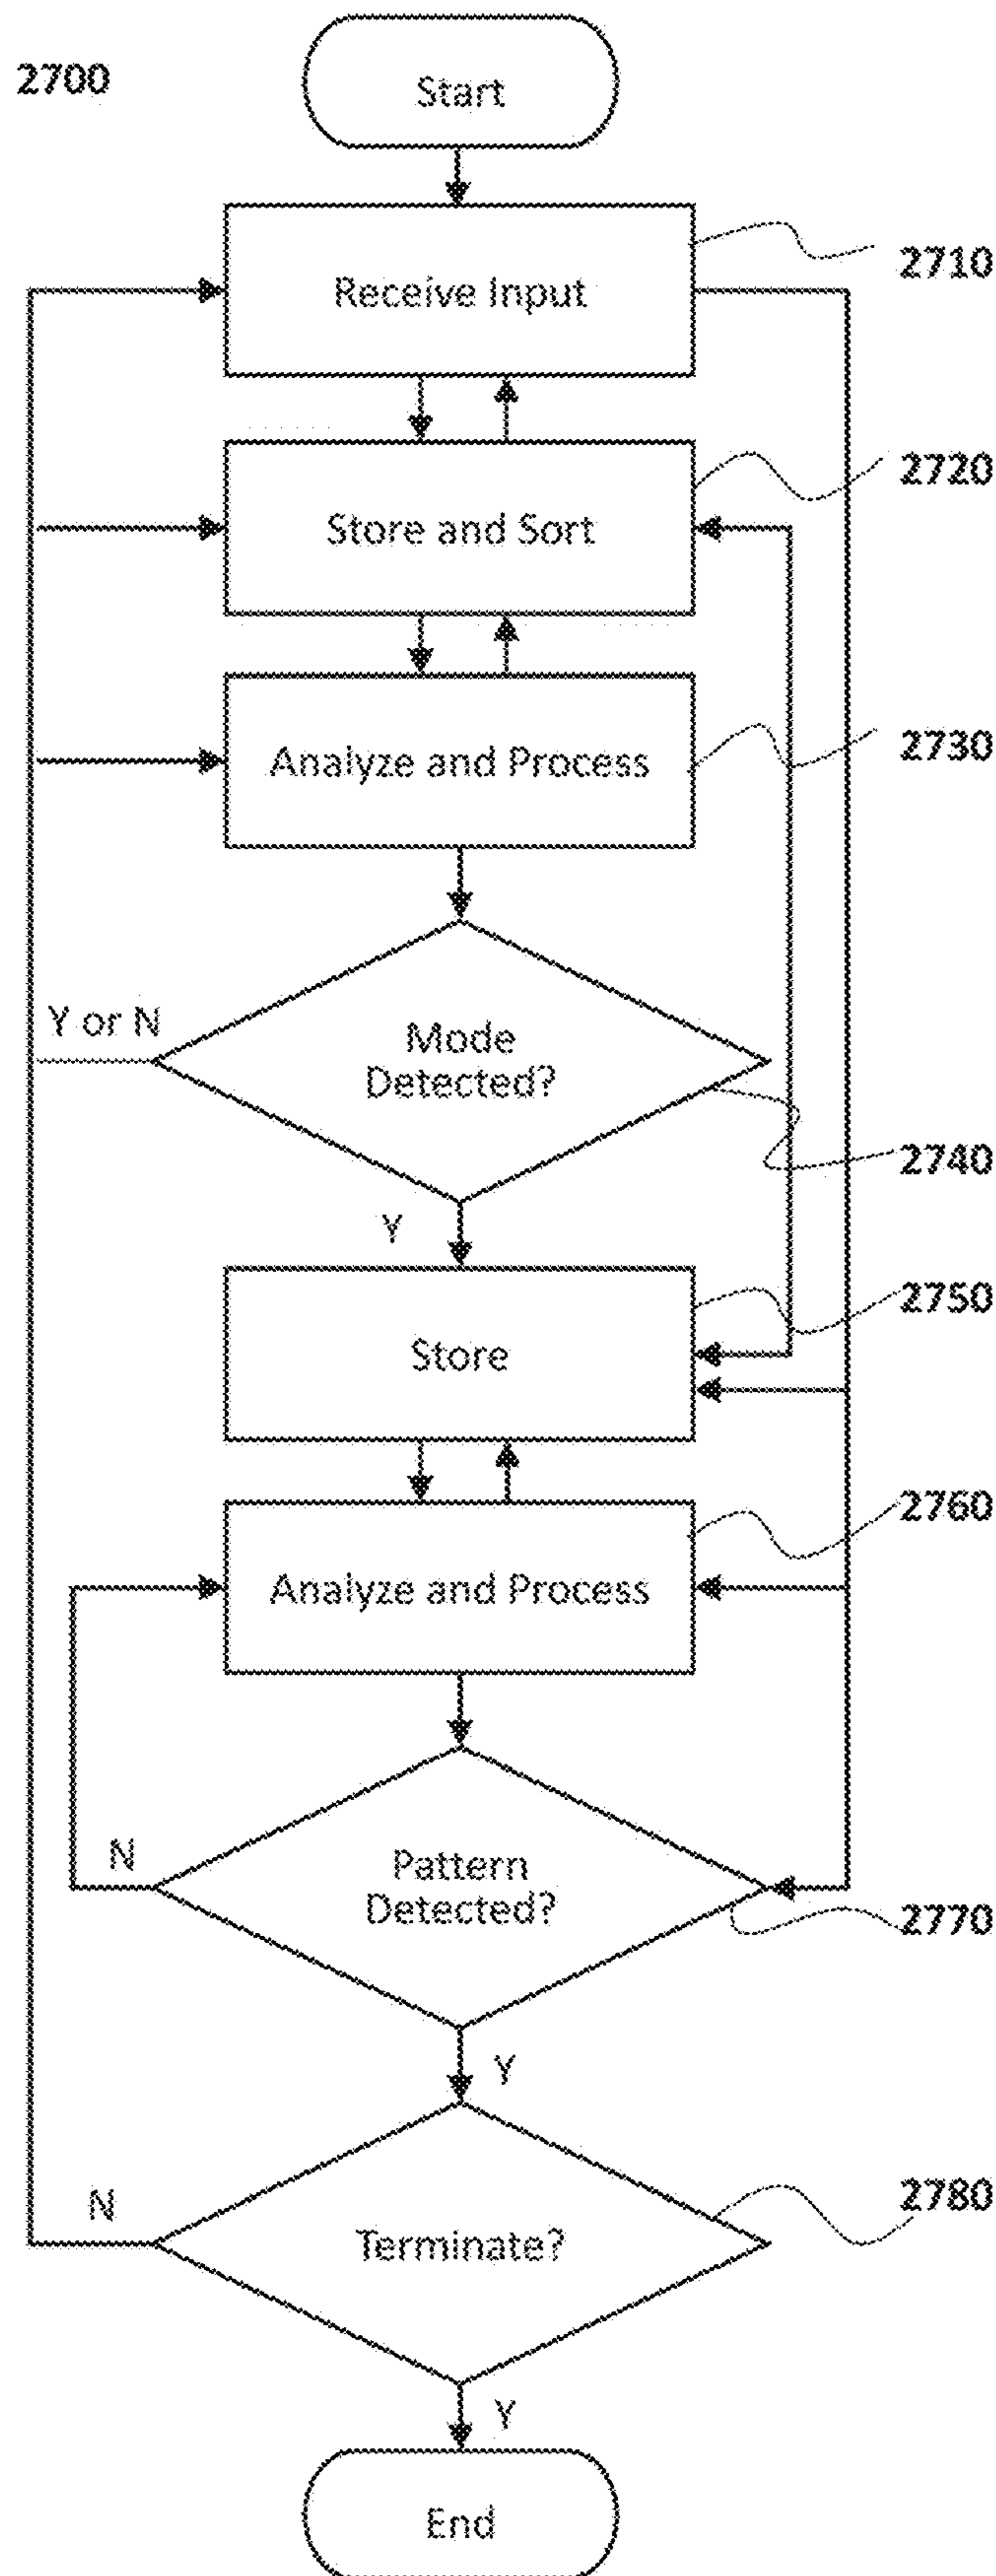 2700
Start
2710
Receive Input
2720
Store and Sort
2730
Analyze and Process
Y or N
Mode
Detected?
2740
Y
2750
Store
2760
Analyze and Process
N
Pattern
Detected?
2770
Y
2780
N
Terminate?
Y
End